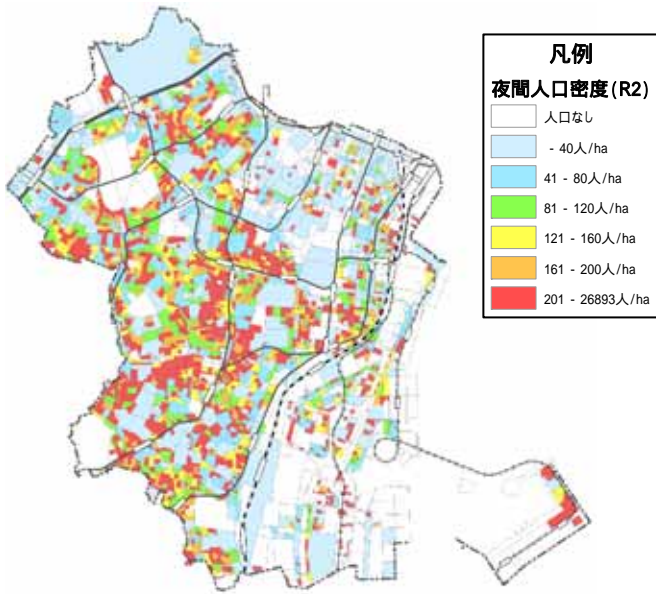 凡例
夜間人口密度(R2)
人口なし
- 40人/ha
41 - 80人/ha
81 - 120人/ha
121 - 160人/ha
161 - 200人/ha
201 - 26893人/ha